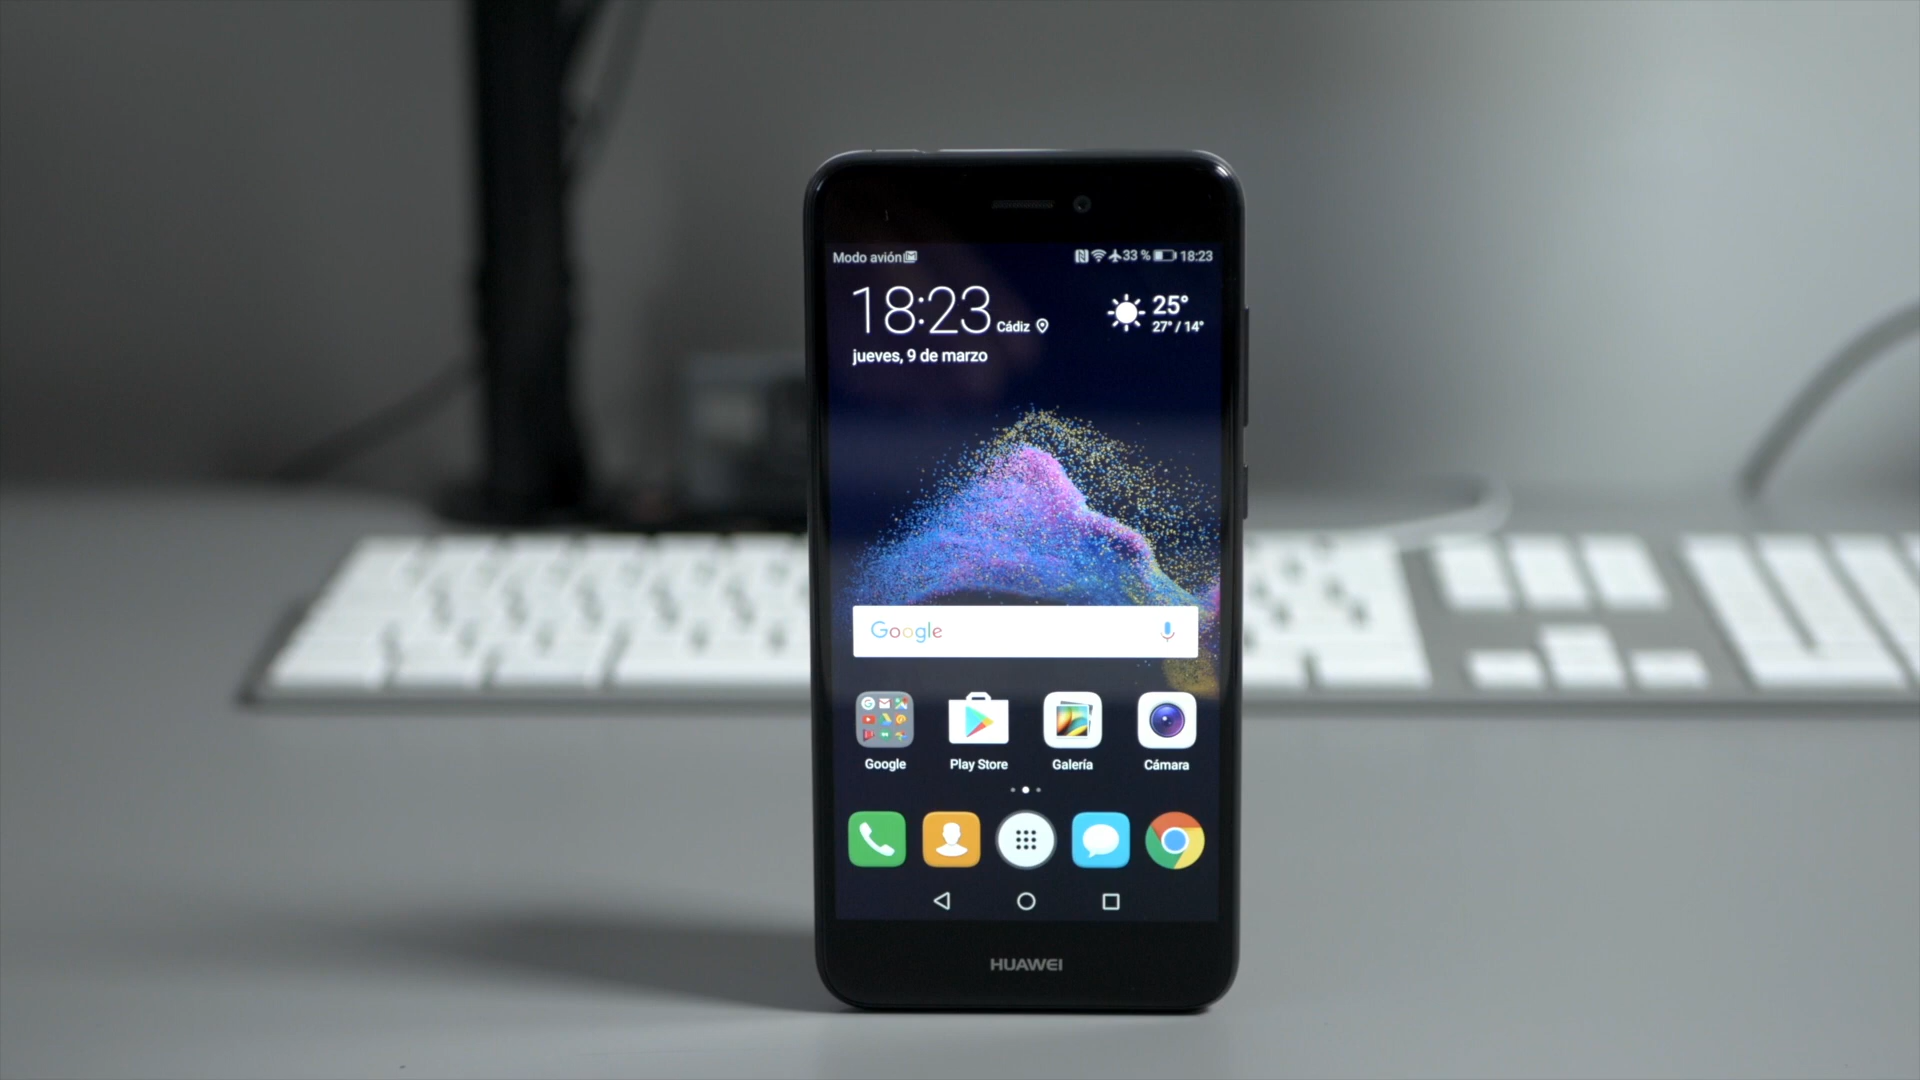 Modo avión
33 % 18:23
18:23 Cádiz
25°
27° / 14°
jueves, 9 de marzo
Google
Google
Play Store
Galería
Cámara
HUAWEI